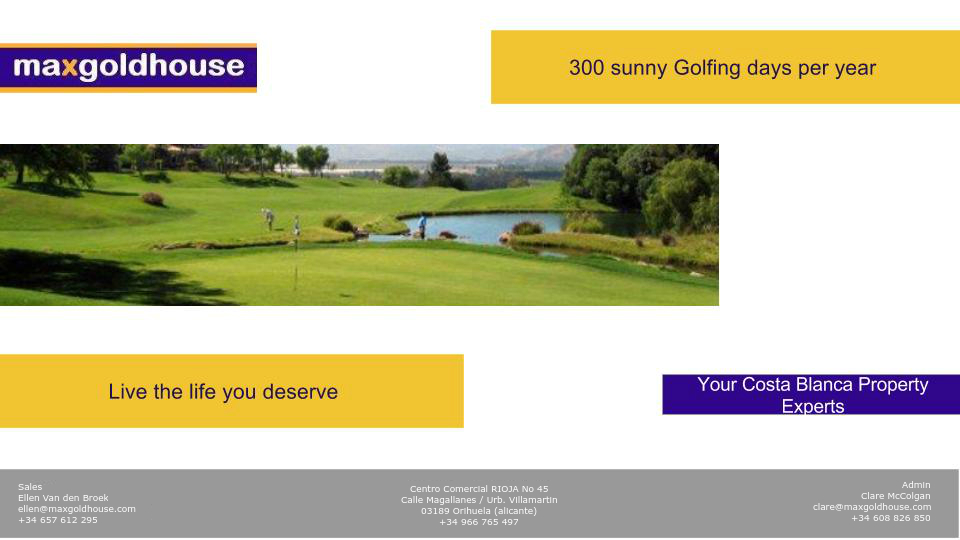 maxgoldhouse
300 sunny Golfing days per year
Live the life you deserve
Your Costa Blanca Property
Experts
Sales
Ellen Van den Broek
ellen@maxgoldhouse.com
+34 657 612 295
Centro Comercial RIOJA No 45
Calle Magallanes / Urb. Villamartin
03189 Orihuela (alicante)
+34 966 765 497
Admin
Clare McColgan
clare@maxgoldhouse.com
+34 608 826 850